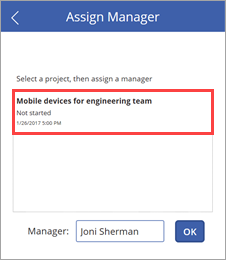 Assign Manager
Select a project, then assign a manager
Mobile devices for engineering team
Not started
1/26/2017 5:00 PM
Manager: Joni Sherman OK